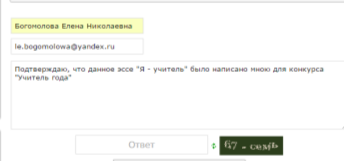 Богомолова Елена Николаевна
le.bogomolowa@yandex.ru
Подтверждаю, что данное эссе "Я - учитель" было написано мною для конкурса
"Учитель года"
Ответ
67 - семь